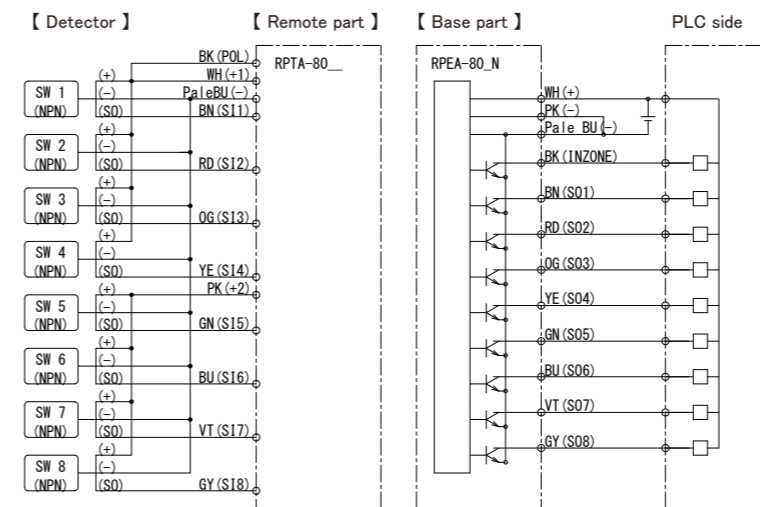 【 Detector 】 【 Remote part 】 【 Base part 】 PLC side
RPTA-80__
RPEA-80_N
BK(POL)
WH(+1)
PaleBU(-)
BN(SI1)
RD(SI2)
OG(SI3)
YE(SI4)
PK(+2)
GN(SI5)
BU(SI6)
VT(SI7)
GY(SI8)
SW 1
(NPN)
(+)
(-)
(SO)
SW 2
(NPN)
(+)
(-)
(SO)
SW 3
(NPN)
(+)
(-)
(SO)
SW 4
(NPN)
(+)
(-)
(SO)
SW 5
(NPN)
(+)
(-)
(SO)
SW 6
(NPN)
(+)
(-)
(SO)
SW 7
(NPN)
(+)
(-)
(SO)
SW 8
(NPN)
(+)
(-)
(SO)
WH(+)
PK(-)
Pale BU(-)
BK(INZONE)
BN(SO1)
RD(SO2)
OG(SO3)
YE(SO4)
GN(SO5)
BU(SO6)
VT(SO7)
GY(SO8)